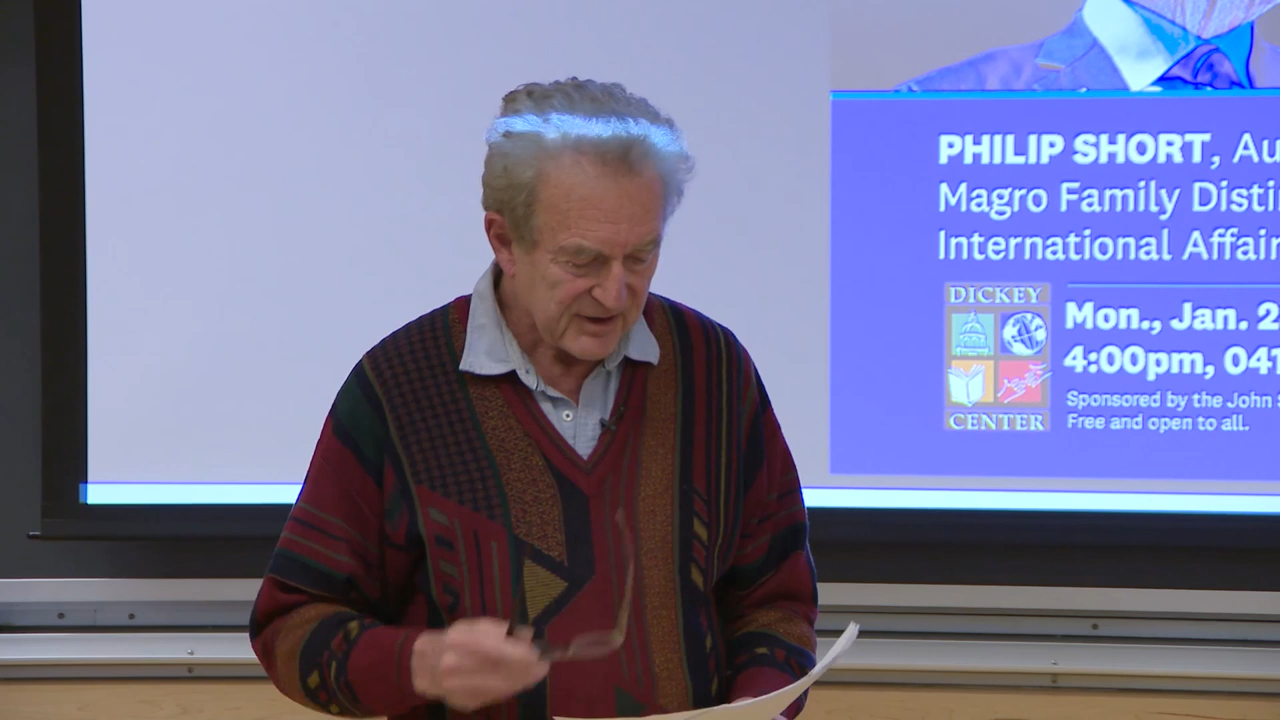 PHILIP SHORT, Au
Magro Family Disti
International Affair
DICKEY
CENTER
Mon., Jan. 2
4:00pm, 041
Sponsored by the John S
Free and open to all.